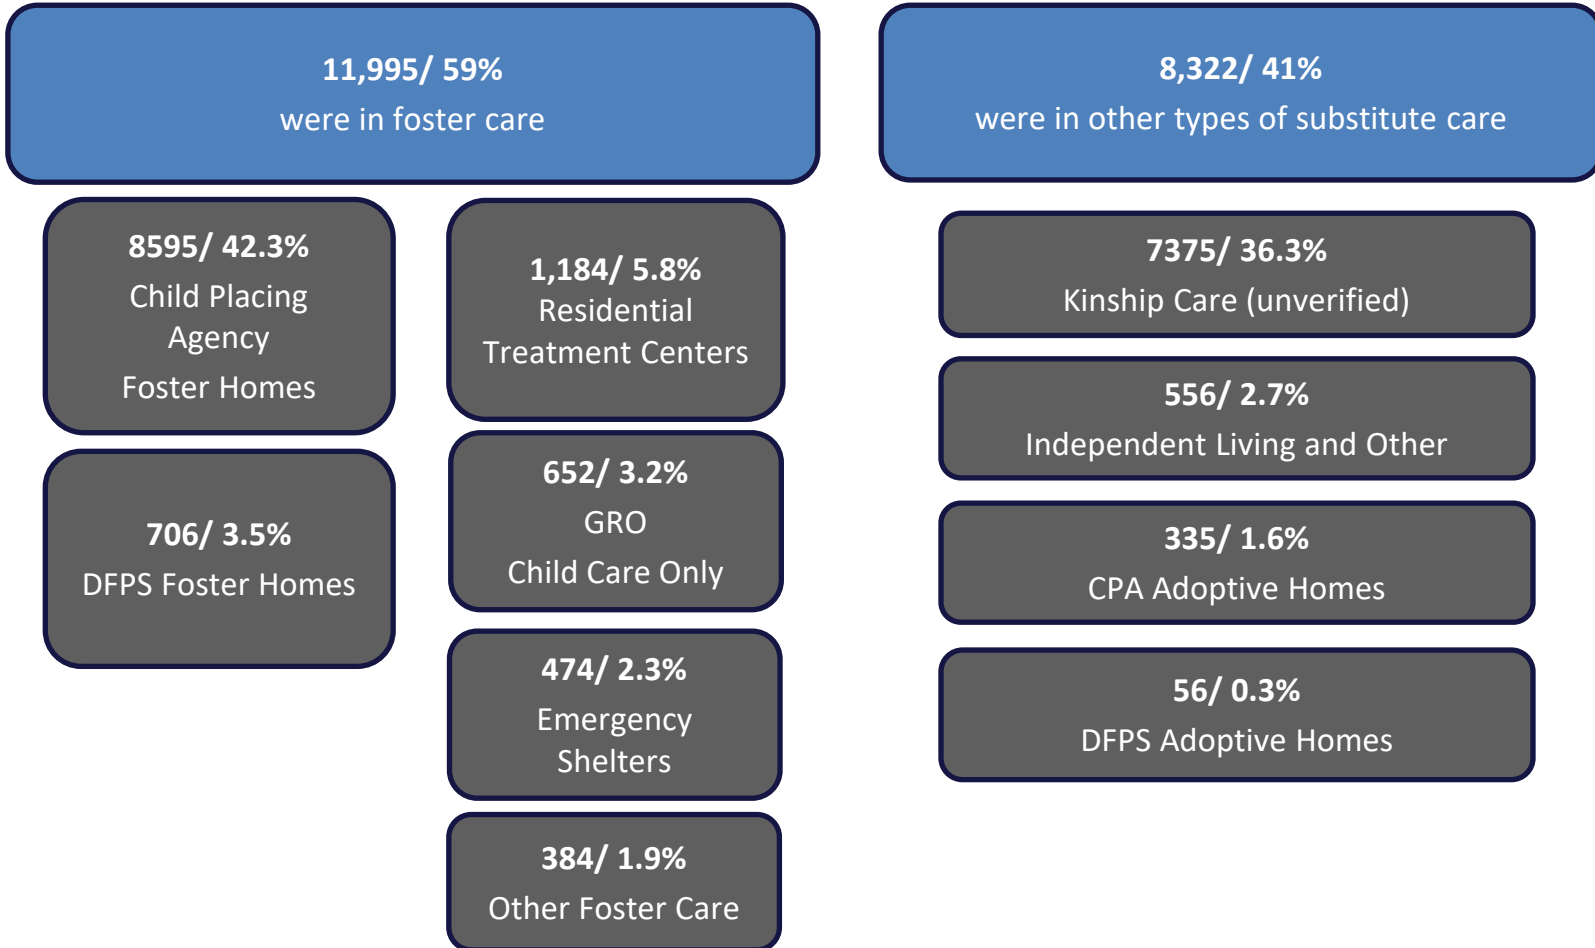 11,995/ 59%
were in foster care
8595/ 42.3%
Child Placing
Agency
Foster Homes
706/ 3.5%
DFPS Foster Homes
1,184/ 5.8%
Residential
Treatment Centers
652/ 3.2%
GRO
Child Care Only
474/ 2.3%
Emergency
Shelters
384/ 1.9%
Other Foster Care
8,322/ 41%
were in other types of substitute care
7375/ 36.3%
Kinship Care (unverified)
556/ 2.7%
Independent Living and Other
335/ 1.6%
CPA Adoptive Homes
56/ 0.3%
DFPS Adoptive Homes